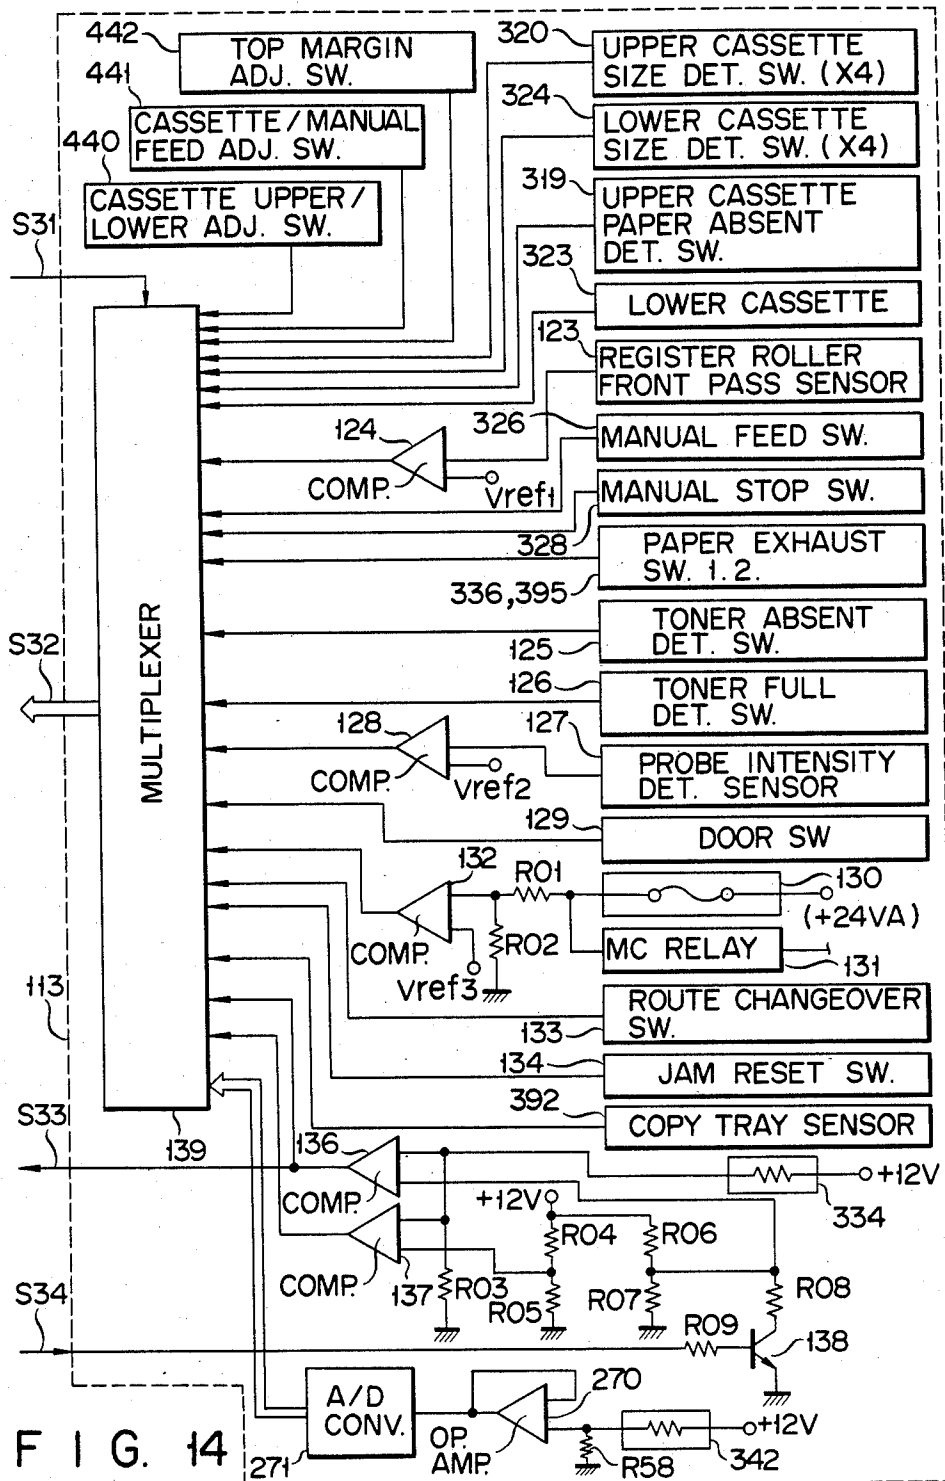 442
TOP MARGIN
ADJ. SW.
441
CASSETTE/MANUAL
FEED ADJ. SW.
440
CASSETTE UPPER/
LOWER ADJ. SW.
S31
320
UPPER CASSETTE
SIZE DET. SW. (X4)
324
LOWER CASSETTE
SIZE DET. SW. (X4)
319
UPPER CASSETTE
PAPER ABSENT
DET. SW.
323
LOWER CASSETTE
123
REGISTER ROLLER
FRONT PASS SENSOR
124
COMP.
Vref1
326
MANUAL FEED SW.
MANUAL STOP SW.
328
PAPER EXHAUST
SW. 1. 2.
336,395
TONER ABSENT
DET. SW.
125
126
TONER FULL
DET. SW.
S32
MULTIPLEXER
128
COMP.
Vref2
127
PROBE INTENSITY
DET. SENSOR
129
DOOR SW
132
COMP.
Vref3
R01
R02
130
(+24VA)
MC RELAY
131
113
ROUTE CHANGEOVER
SW.
133
134
JAM RESET SW.
392
COPY TRAY SENSOR
139
S33
136
COMP.
+12V
334
+12V
COMP.
137
R03
R04
R05
R06
R07
R08
S34
R09
138
A/D
CONV.
271
OP.
AMP.
270
R58
342
+12V
FIG. 14